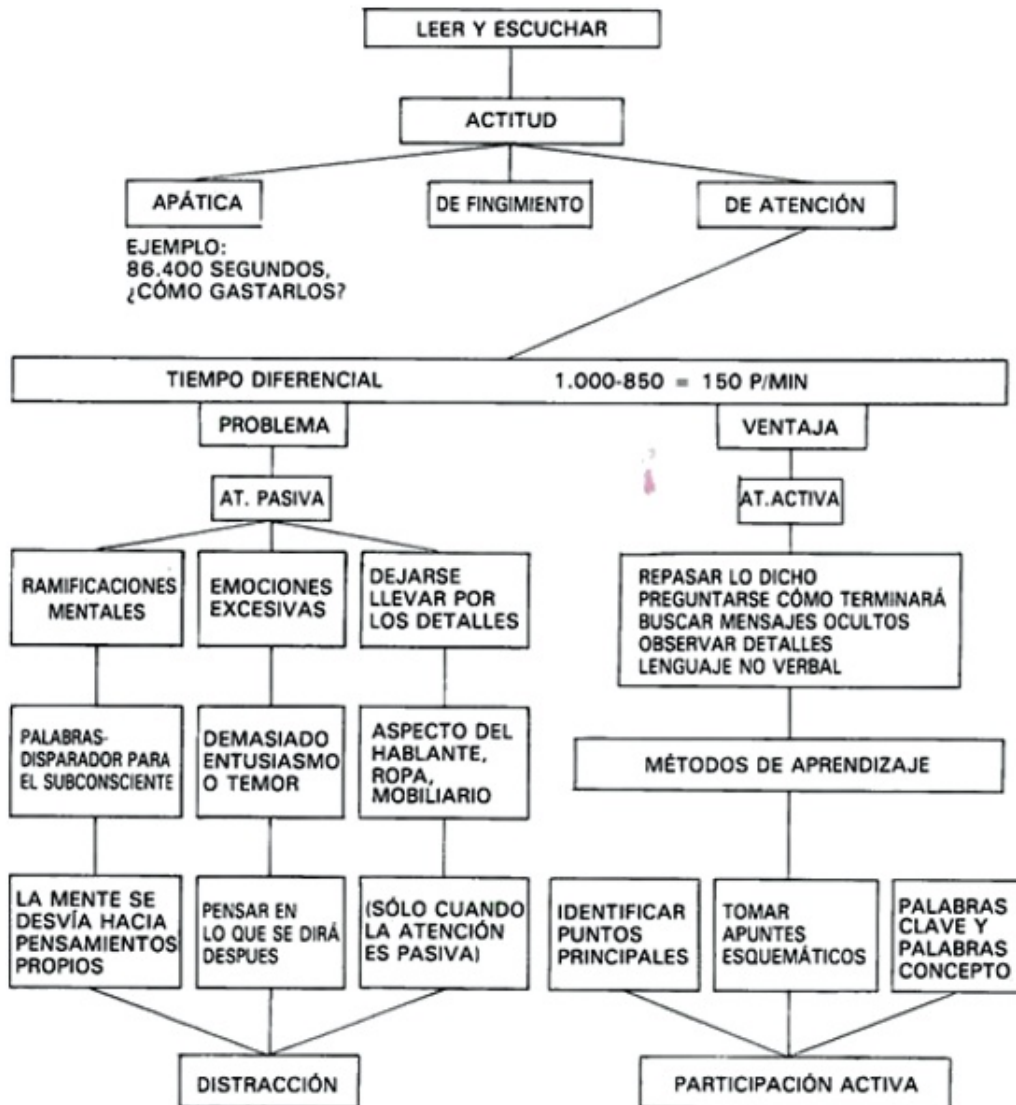 LEER Y ESCUCHAR
ACTITUD
APÁTICA
DE FINGIMIENTO
DE ATENCIÓN
EJEMPLO:
86.400 SEGUNDOS,
¿CÓMO GASTARLOS?
TIEMPO DIFERENCIAL 1.000-850 = 150 P/MIN
PROBLEMA
VENTAJA
AT. PASIVA
AT.ACTIVA
RAMIFICACIONES
MENTALES
EMOCIONES
EXCESIVAS
DEJARSE
LLEVAR POR
LOS DETALLES
REPASAR LO DICHO
PREGUNTARSE CÓMO TERMINARÁ
BUSCAR MENSAJES OCULTOS
OBSERVAR DETALLES
LENGUAJE NO VERBAL
PALABRAS-
DISPARADOR PARA
EL SUBCONSCIENTE
DEMASIADO
ENTUSIASMO
O TEMOR
ASPECTO DEL
HABLANTE,
ROPA,
MOBILIARIO
MÉTODOS DE APRENDIZAJE
LA MENTE SE
DESVÍA HACIA
PENSAMIENTOS
PROPIOS
PENSAR EN
LO QUE SE DIRÁ
DESPUES
(SÓLO CUANDO
LA ATENCIÓN
ES PASIVA)
IDENTIFICAR
PUNTOS
PRINCIPALES
TOMAR
APUNTES
ESQUEMÁTICOS
PALABRAS
CLAVE Y
PALABRAS
CONCEPTO
DISTRACCIÓN
PARTICIPACIÓN ACTIVA